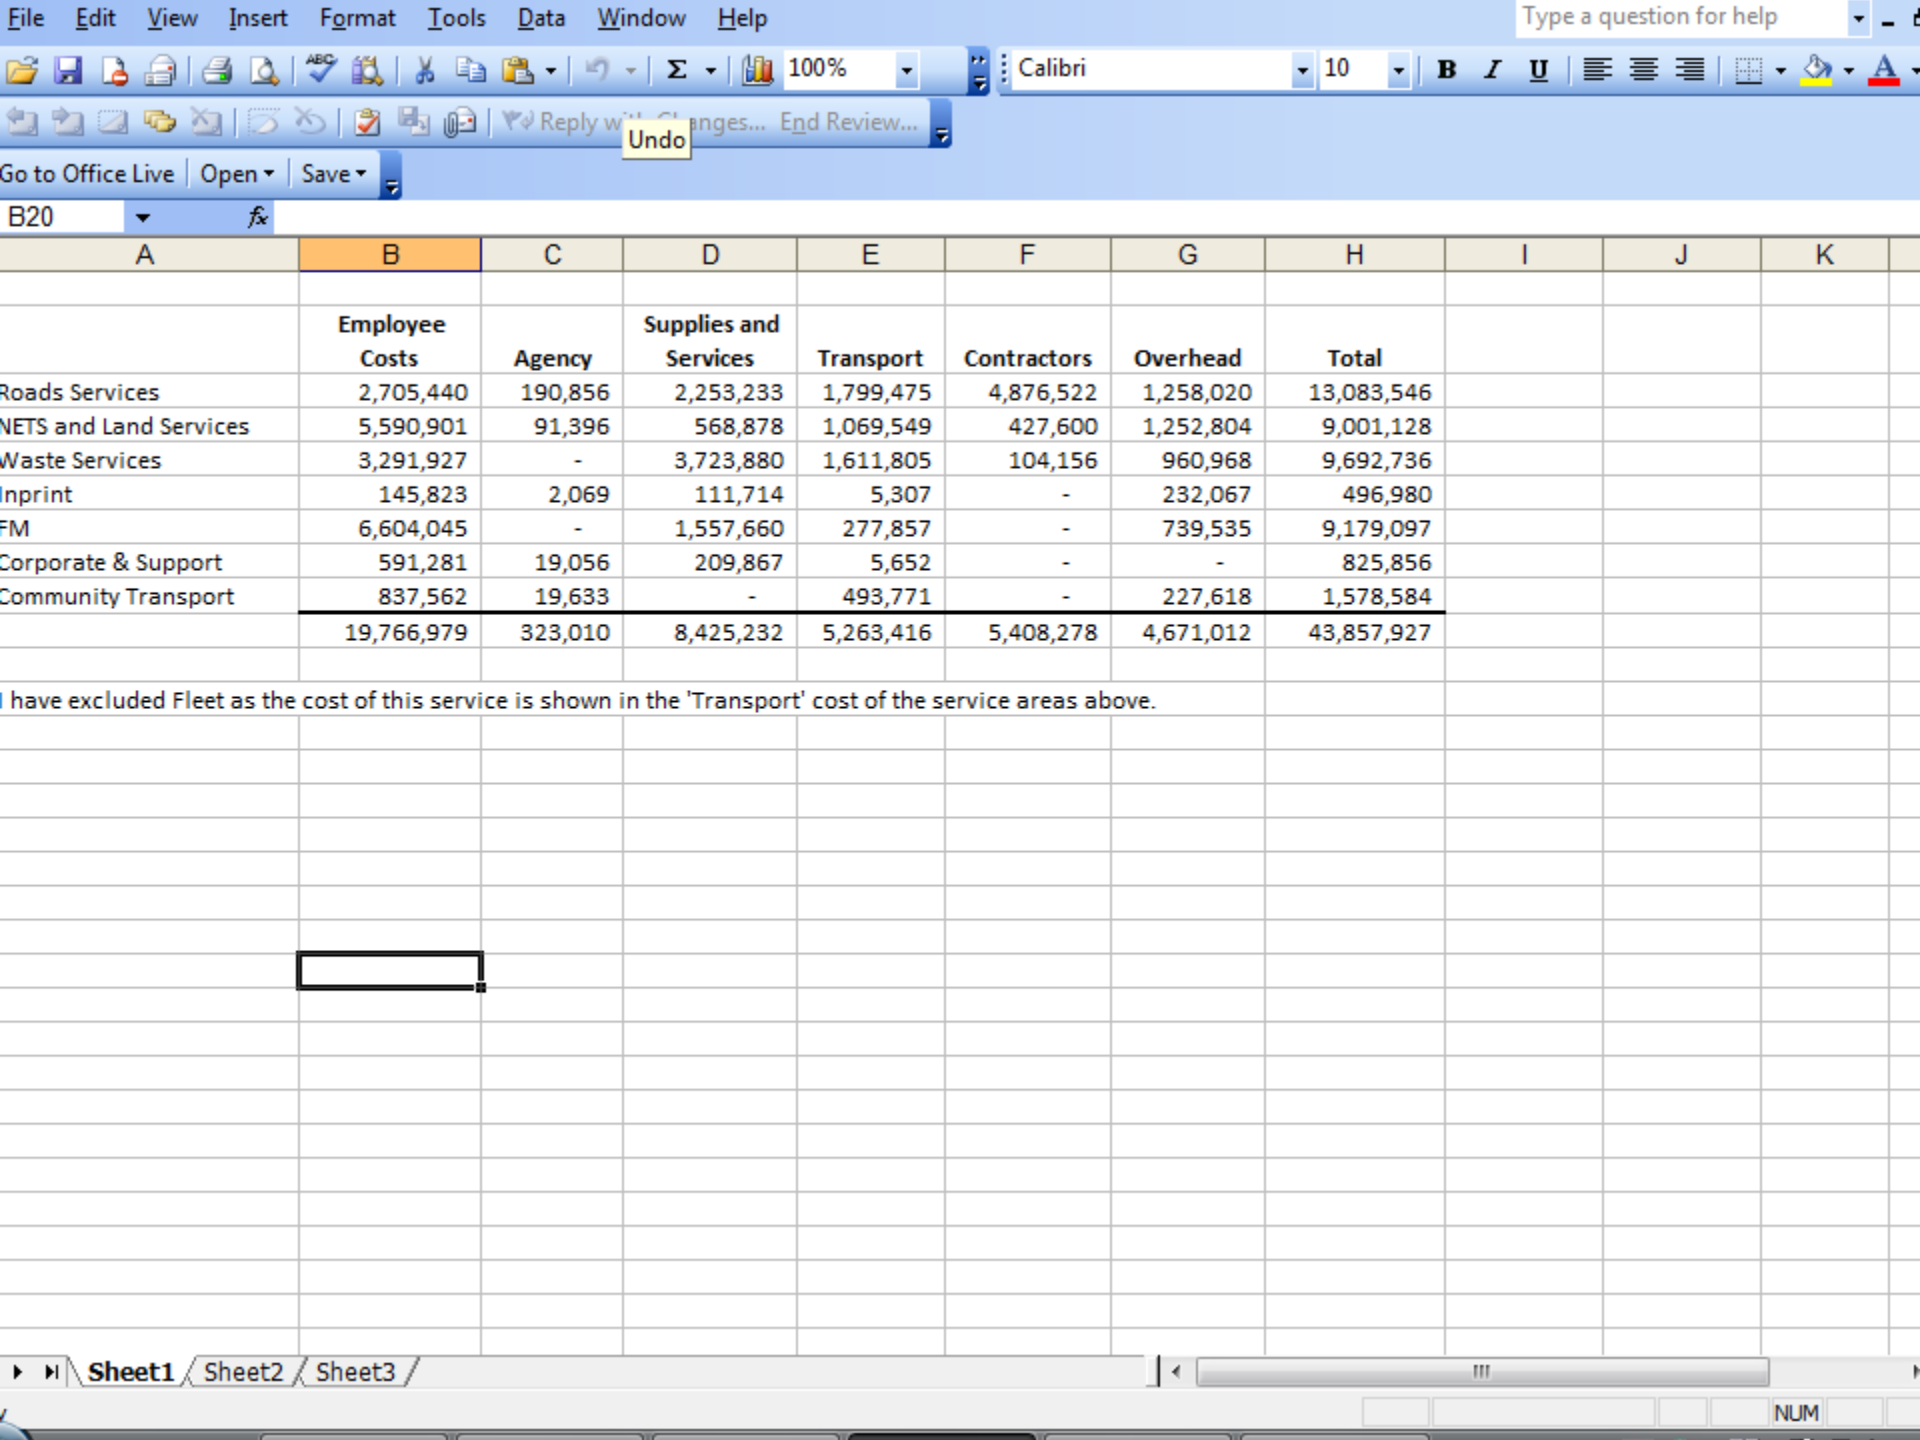 File Edit View Insert Format Tools Data Window Help Type a question for help
ABC Σ 100% Calibri 10 B I U A
Reply with Changes... End Review...
Undo
Go to Office Live Open Save
B20 fx
A B C D E F G H I J K
Employee Supplies and
Costs Agency Services Transport Contractors Overhead Total
Roads Services 2,705,440 190,856 2,253,233 1,799,475 4,876,522 1,258,020 13,083,546
NETS and Land Services 5,590,901 91,396 568,878 1,069,549 427,600 1,252,804 9,001,128
Waste Services 3,291,927 - 3,723,880 1,611,805 104,156 960,968 9,692,736
Inprint 145,823 2,069 111,714 5,307 - 232,067 496,980
FM 6,604,045 - 1,557,660 277,857 - 739,535 9,179,097
Corporate & Support 591,281 19,056 209,867 5,652 - - 825,856
Community Transport 837,562 19,633 - 493,771 - 227,618 1,578,584
19,766,979 323,010 8,425,232 5,263,416 5,408,278 4,671,012 43,857,927
I have excluded Fleet as the cost of this service is shown in the 'Transport' cost of the service areas above.
Sheet1 Sheet2 Sheet3
NUM